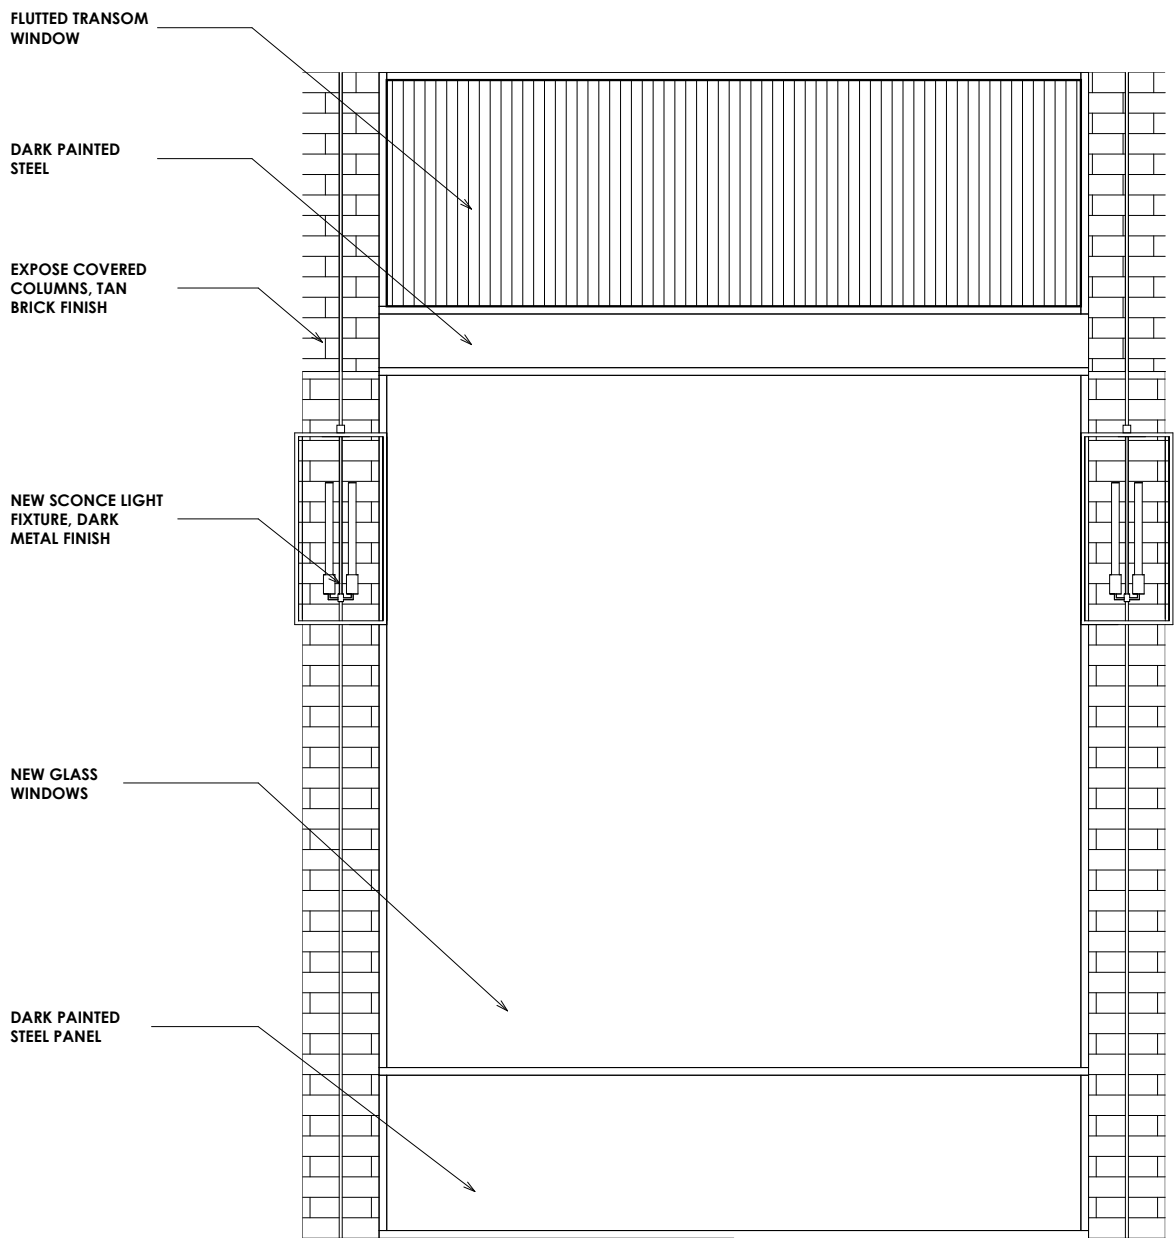 FLUTTED TRANSOM
WINDOW
DARK PAINTED
STEEL
EXPOSE COVERED
COLUMNS, TAN
BRICK FINISH
NEW SCONCE LIGHT
FIXTURE, DARK
METAL FINISH
NEW GLASS
WINDOWS
DARK PAINTED
STEEL PANEL